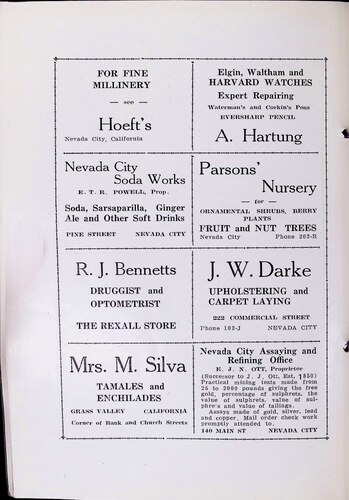 FOR FINE
MILLINERY
— see —
Hoeft's
Nevada City, California
Elgin, Waltham and
HARVARD WATCHES
Expert Repairing
Waterman's and Corkin's Pens
EVERSHARP PENCIL
A. Hartung
Nevada City
Soda Works
E. T. R. POWELL, Prop.
Soda, Sarsaparilla, Ginger
Ale and Other Soft Drinks
PINE STREET NEVADA CITY
Parsons'
Nursery
— for —
ORNAMENTAL SHRUBS, BERRY
PLANTS
FRUIT and NUT TREES
Nevada City Phone 262-R
R. J. Bennetts
DRUGGIST and
OPTOMETRIST
THE REXALL STORE
J. W. Darke
UPHOLSTERING and
CARPET LAYING
222 COMMERCIAL STREET
Phone 102-J NEVADA CITY
Mrs. M. Silva
TAMALES and
ENCHILADES
GRASS VALLEY CALIFORNIA
Corner of Bank and Church Streets
Nevada City Assaying and
Refining Office
E. J. N. OTT, Proprietor
(Successor to J. J. Ott, Est. 1850)
Practical mining tests made from
25 to 2000 pounds giving the free
gold, percentage of sulphrets, the
value of sulphrets, value of sul-
phre's and value of tailings.
Assays made of gold, silver, lead
and copper. Mail order check work
promptly attended to.
140 MAIN ST NEVADA CITY